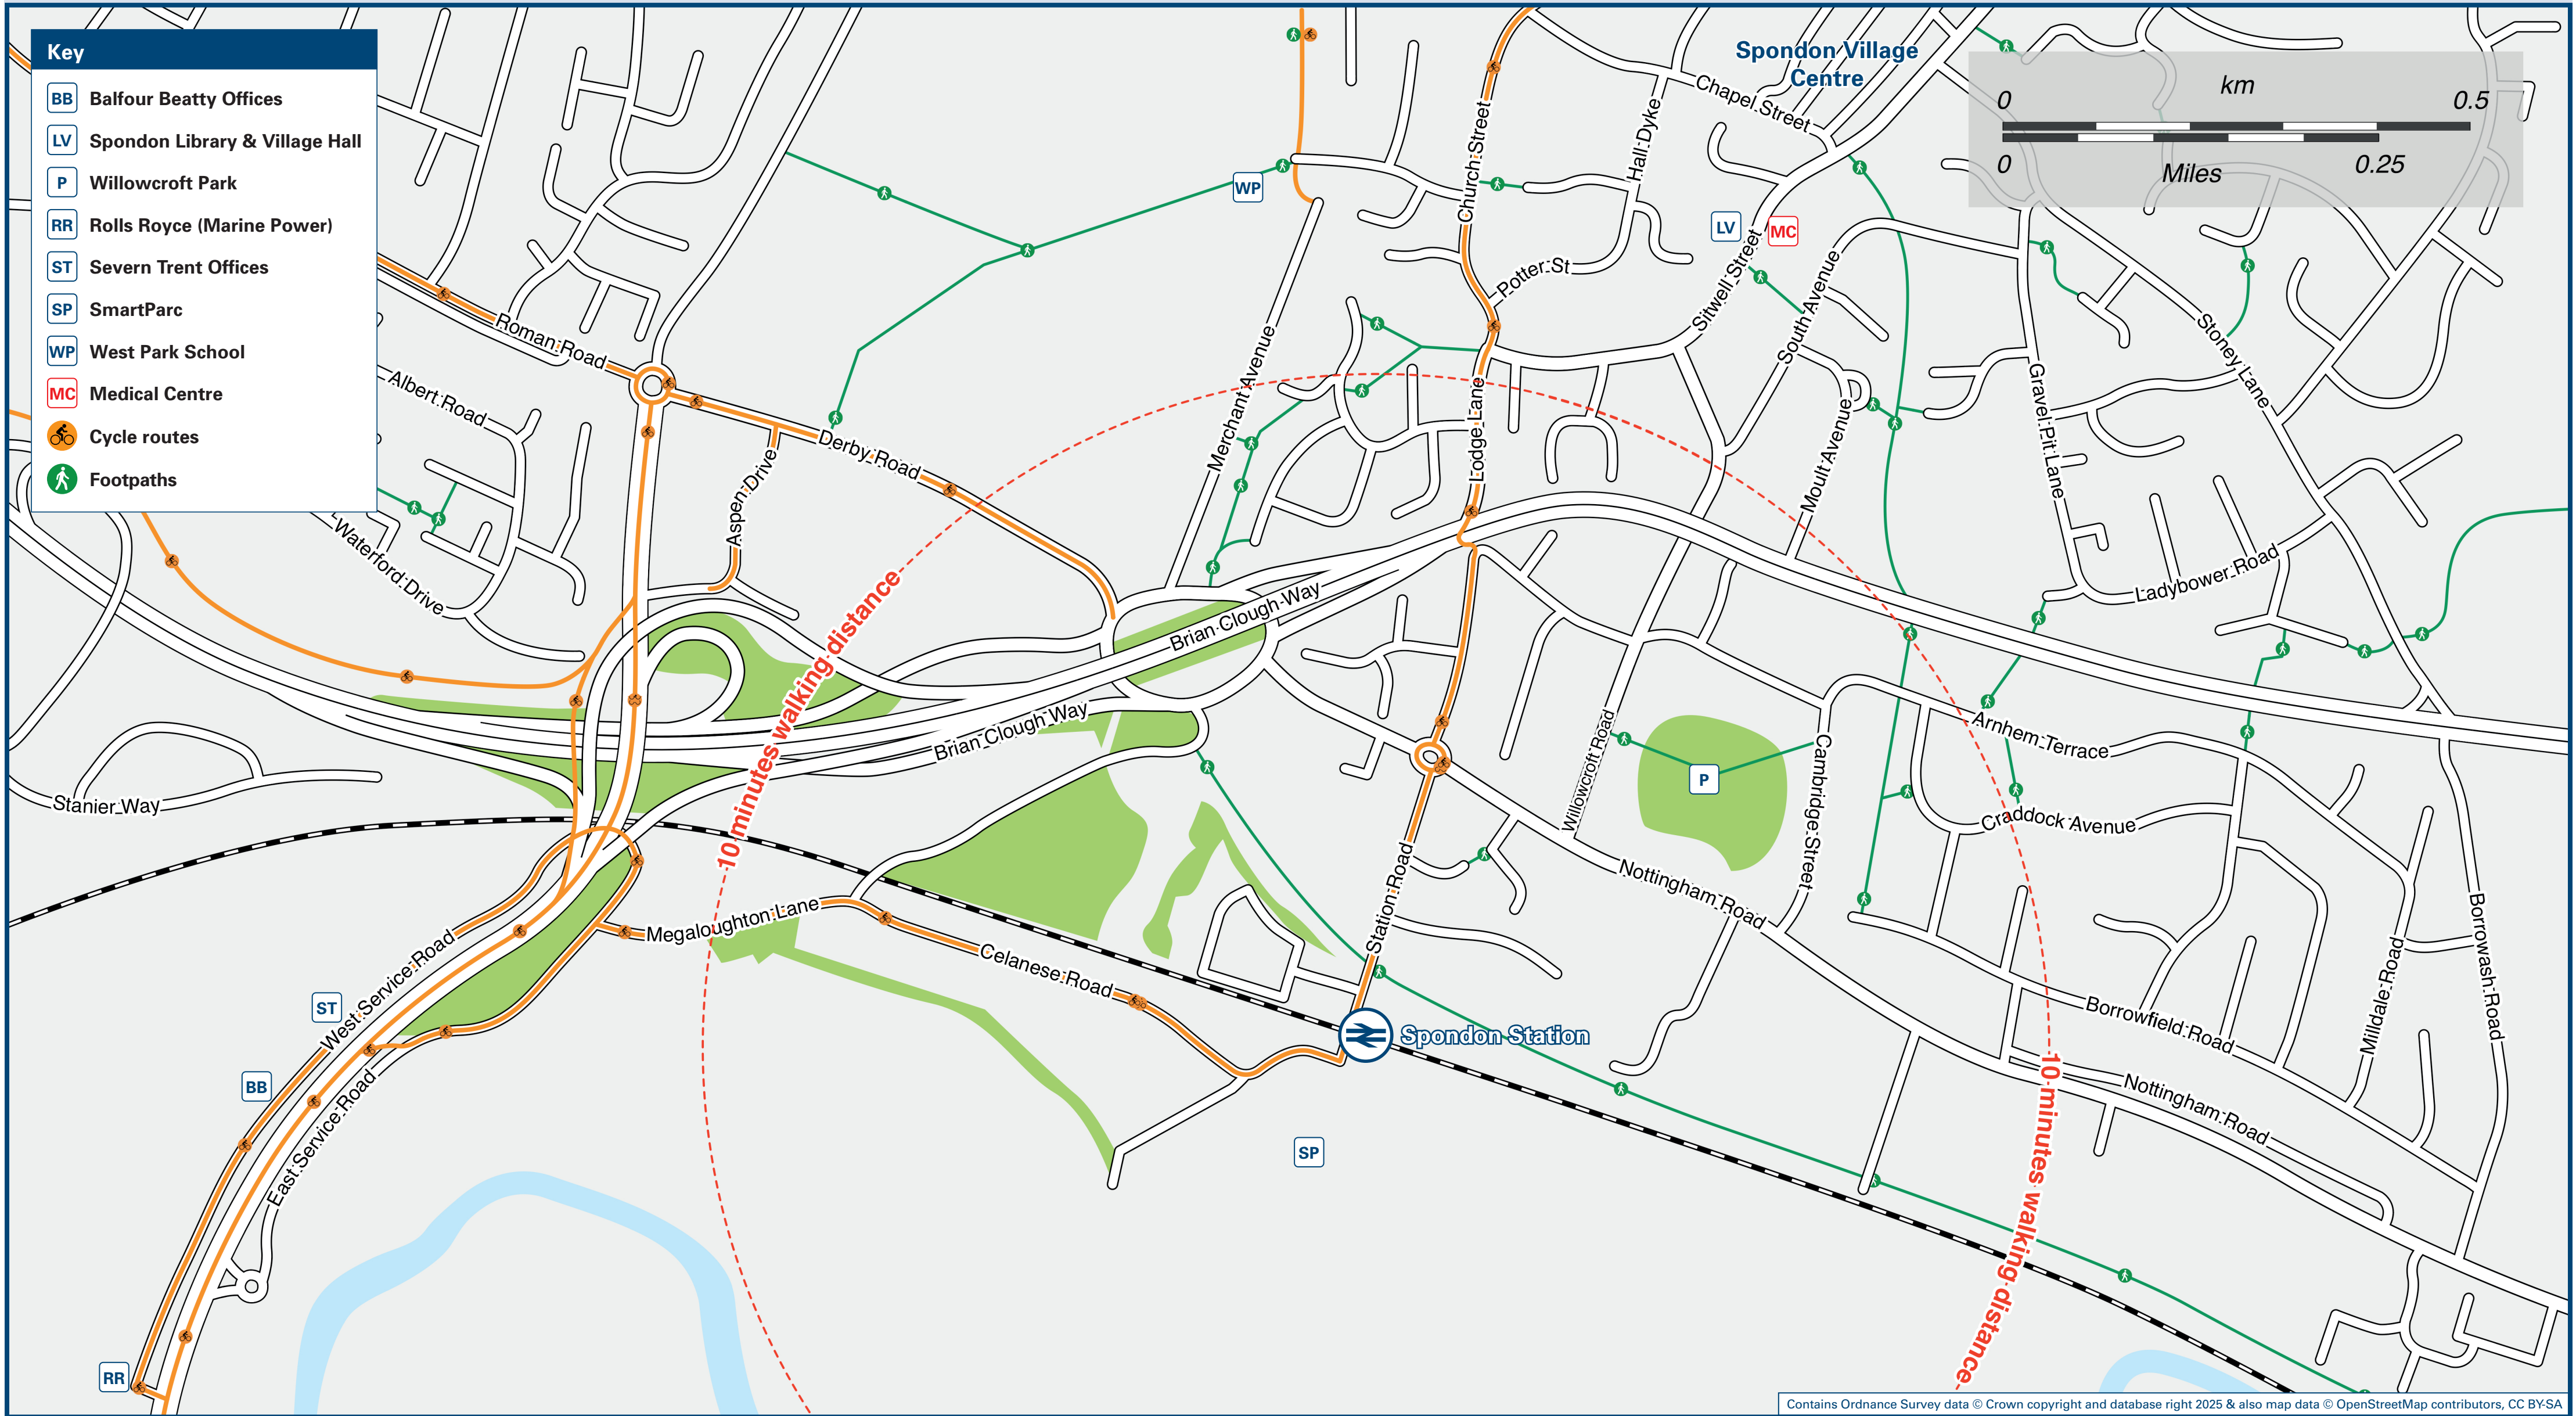 Key
BB Balfour Beatty Offices
LV Spondon Library & Village Hall
P Willowcroft Park
RR Rolls Royce (Marine Power)
ST Severn Trent Offices
SP SmartParc
WP West Park School
MC Medical Centre
Cycle routes
Footpaths
Spondon Village
Centre
km
0 0.5
0 0.25
Miles
Chapel Street
Church Street
Hall Dyke
WP
LV
MC
Potter St
Sitwell Street
South Avenue
Stoney Lane
Roman Road
Albert Road
Derby Road
Merchant Avenue
Lodge Lane
Moult Avenue
Gravel Pit Lane
Aspen Drive
Waterford Drive
Ladybower Road
10 minutes walking distance
Brian Clough Way
Brian Clough Way
Arnhem Terrace
Willowcroft Road
P
Cambridge Street
Craddock Avenue
Stanier Way
Nottingham Road
Station Road
Megaloughton Lane
Celanese Road
West Service Road
ST
Spondon Station
Borrowfield Road
Milldale Road
Borrowash Road
BB
East Service Road
SP
Nottingham Road
10 minutes walking distance
RR
Contains Ordnance Survey data © Crown copyright and database right 2025 & also map data © OpenStreetMap contributors, CC BY-SA